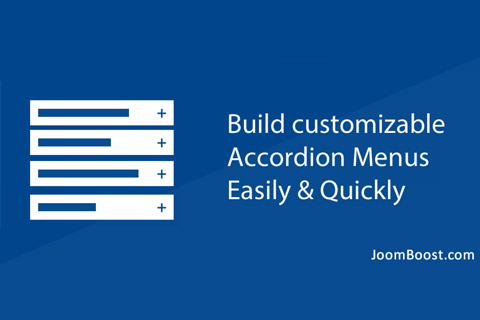 Build customizable
Accordion Menus
Easily & Quickly
JoomBoost.com